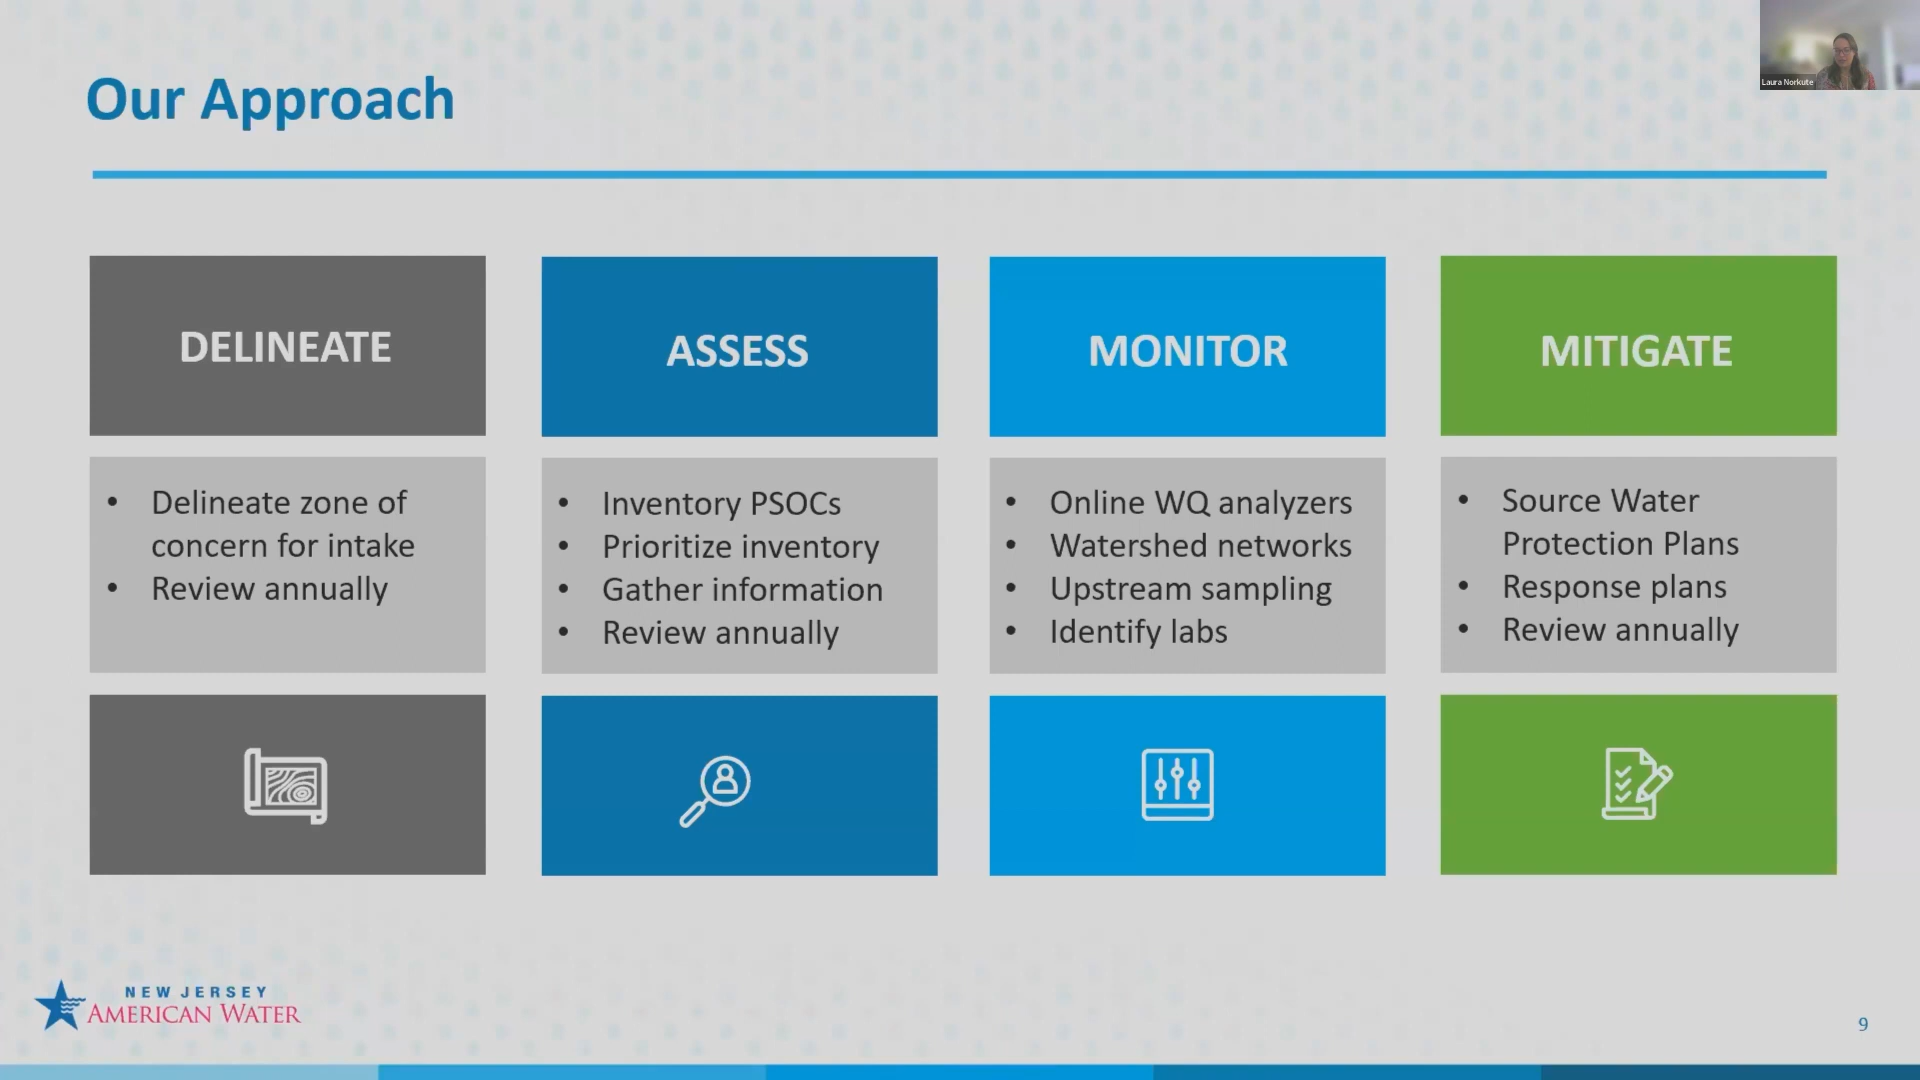 Our Approach
Laura Norkute
DELINEATE
• Delineate zone of
concern for intake
• Review annually
ASSESS
• Inventory PSOCs
• Prioritize inventory
• Gather information
• Review annually
MONITOR
• Online WQ analyzers
• Watershed networks
• Upstream sampling
• Identify labs
MITIGATE
• Source Water
Protection Plans
• Response plans
• Review annually
NEW JERSEY
AMERICAN WATER
9